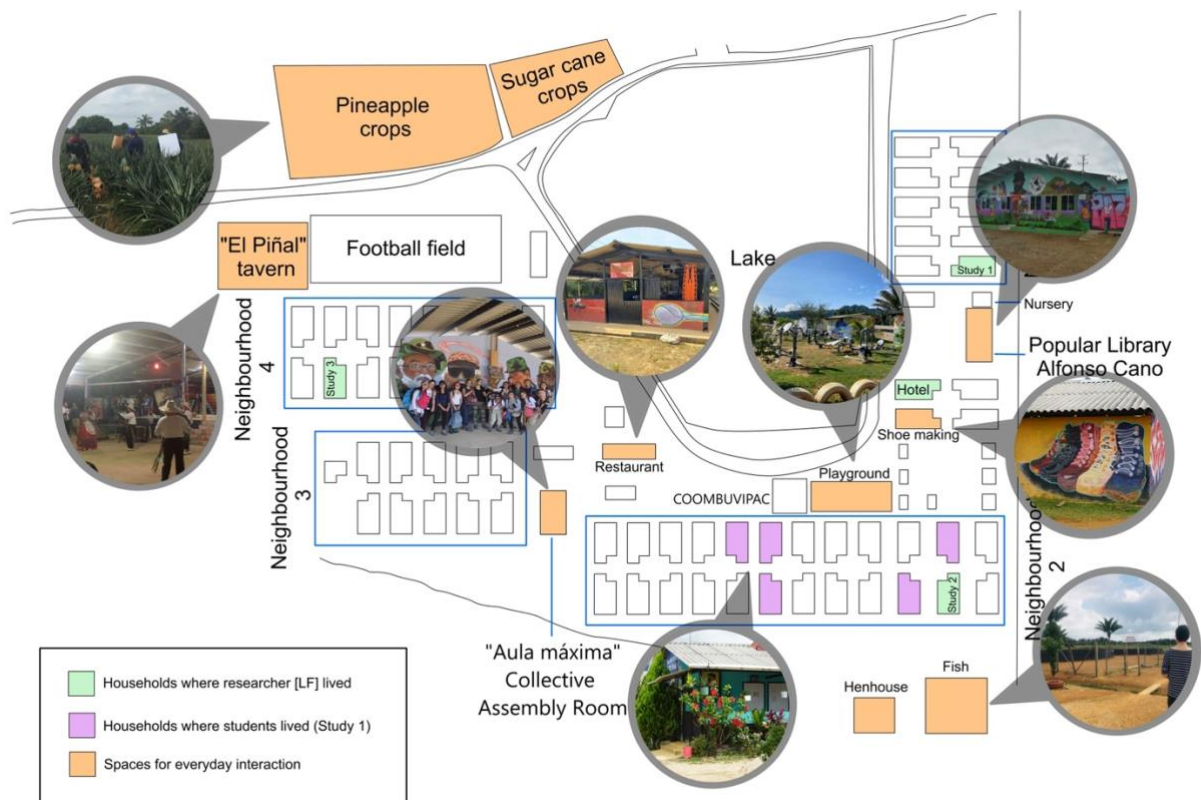 Sugar cane
crops
Pineapple
crops
"El Piñal"
tavern
Football field
Lake
Study 1
Nursery
Popular Library
Alfonso Cano
Neighbourhood
4
Study 3
Hotel
Shoe making
Restaurant
Playground
COOMBUVIPAC
Neighbourhood
3
Neighbourhood
2
Study 2
"Aula máxima"
Collective
Assembly Room
Henhouse
Fish
Households where researcher [LF] lived
Households where students lived (Study 1)
Spaces for everyday interaction